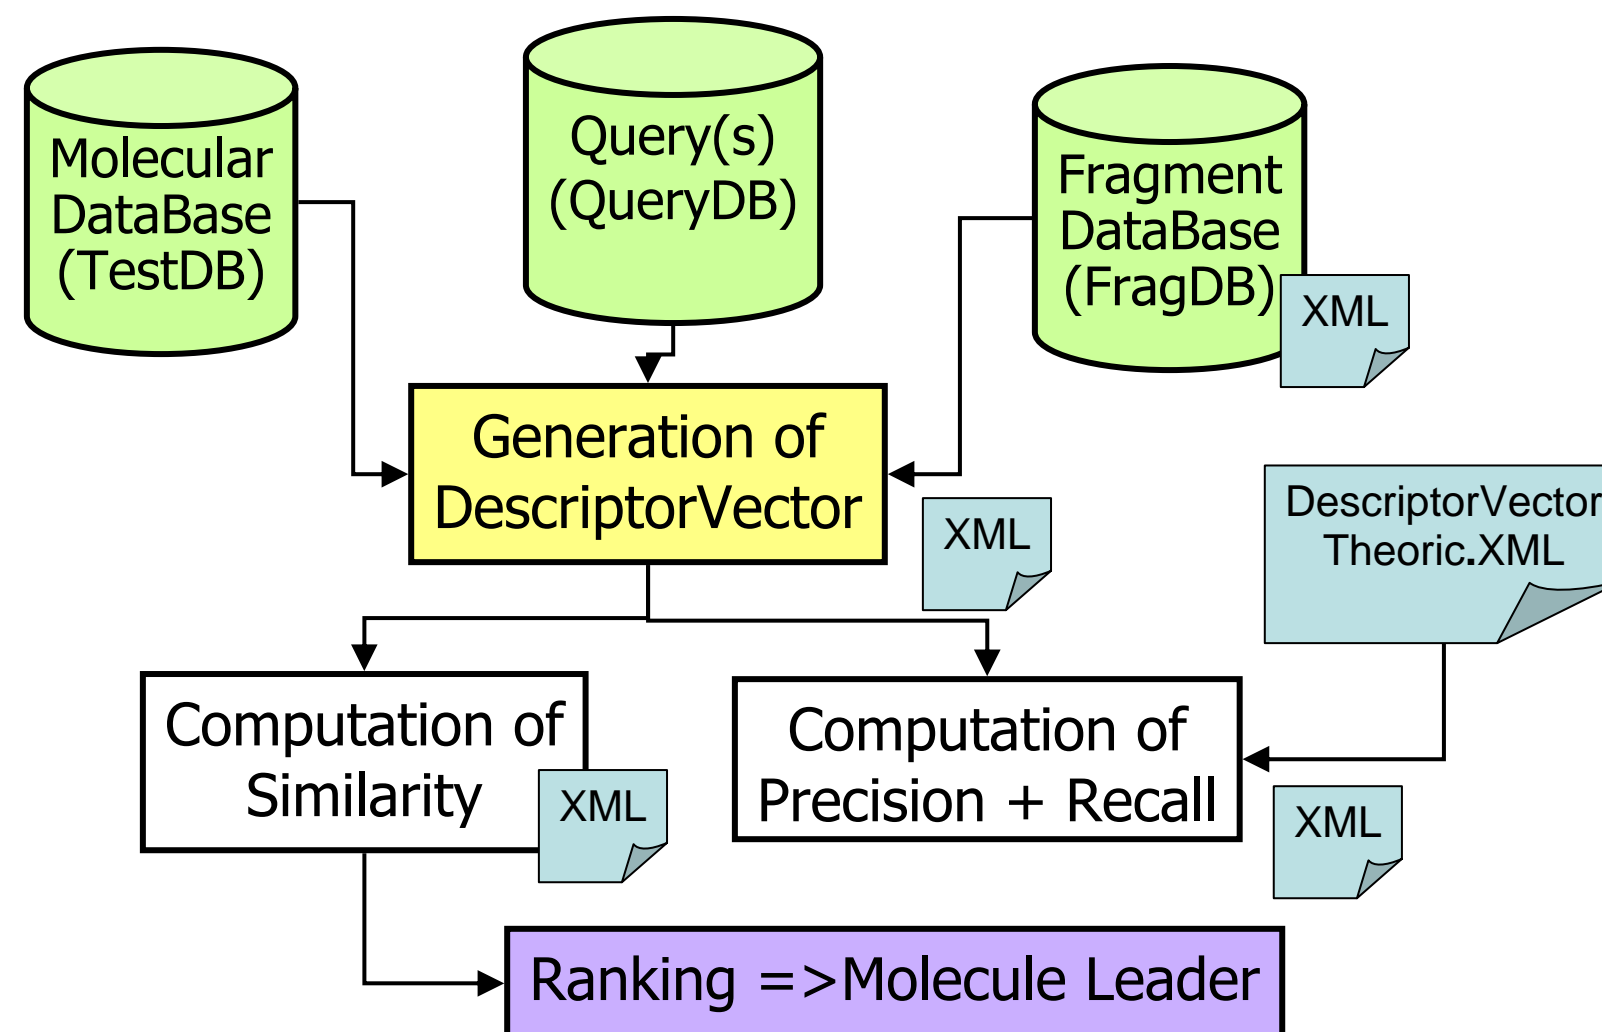 Molecular
DataBase
(TestDB)
Query(s)
(QueryDB)
Fragment
DataBase
(FragDB)
XML
Generation of
DescriptorVector
XML
DescriptorVector
Theoric.XML
Computation of
Similarity
XML
Computation of
Precision + Recall
XML
Ranking =>Molecule Leader